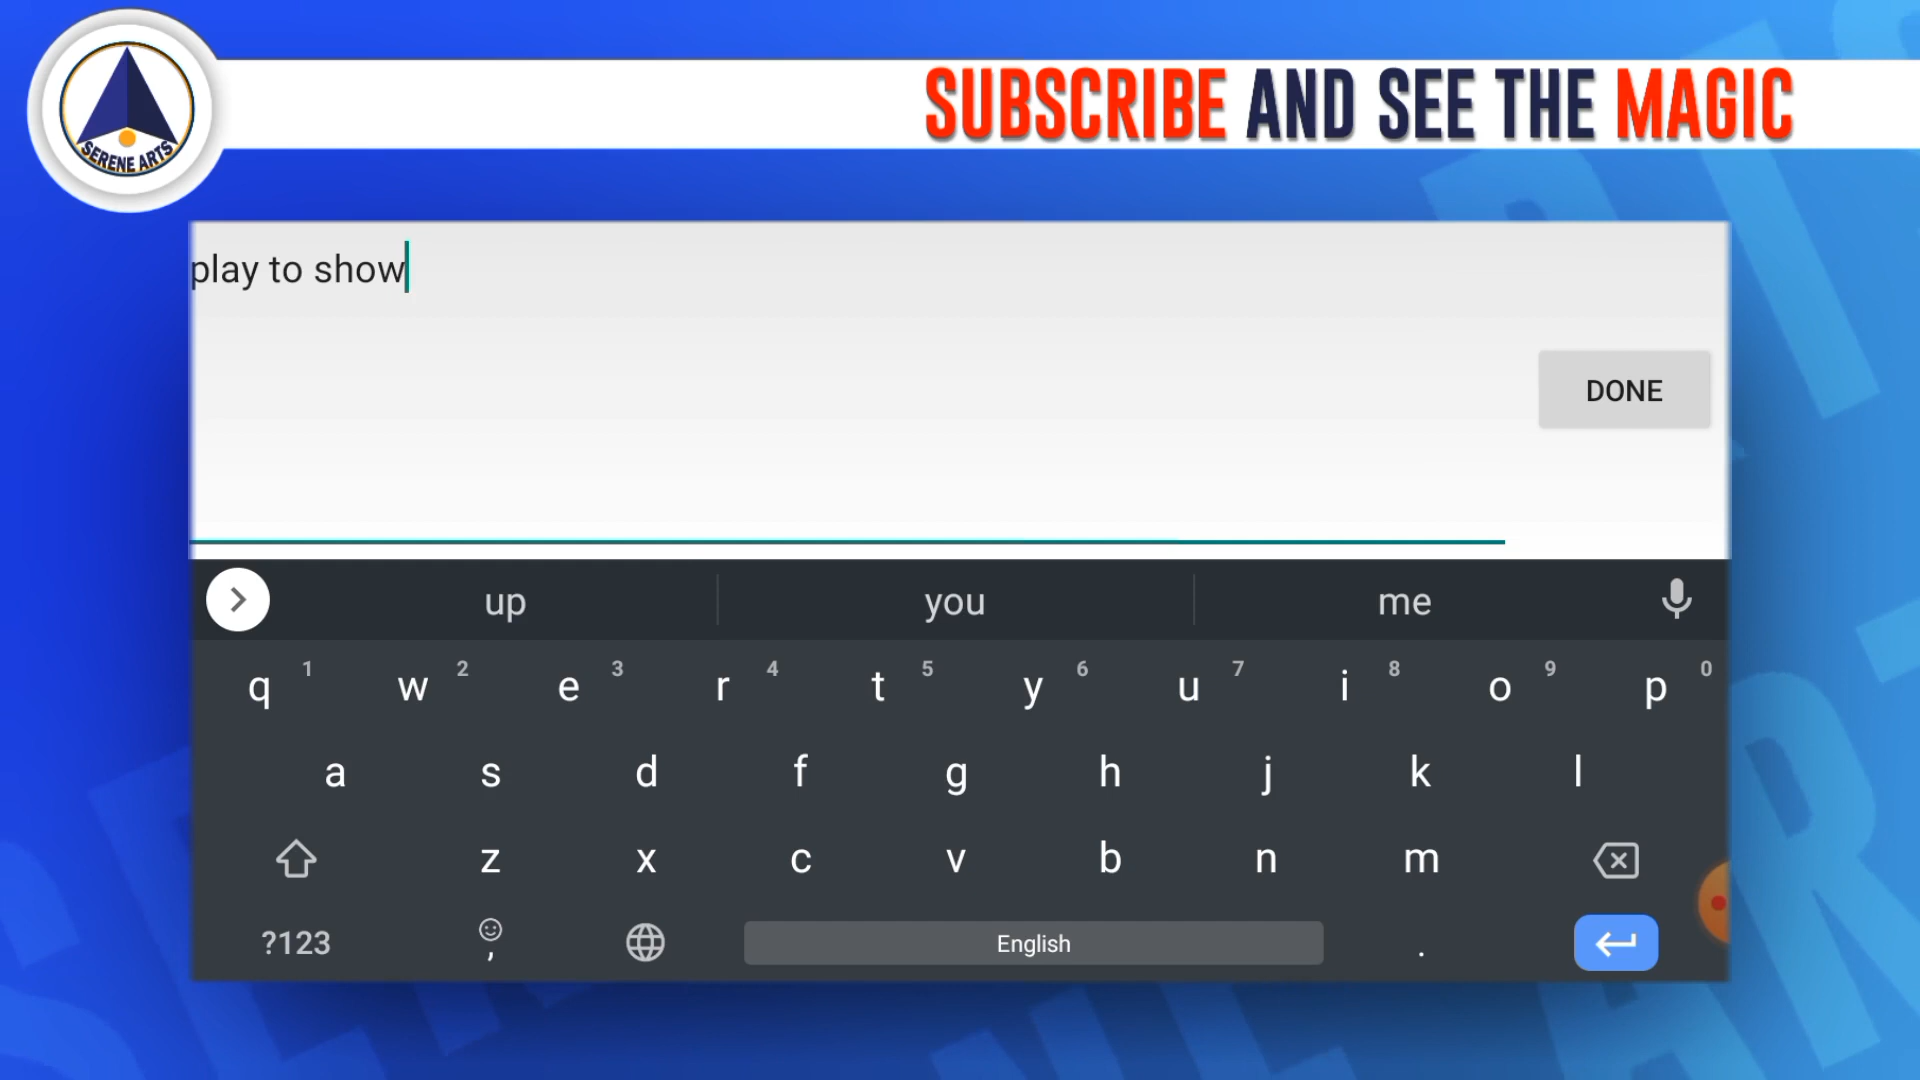 SERENE ARTS
SUBSCRIBE AND SEE THE MAGIC
play to show
DONE
up you me
q 1 w 2 e 3 r 4 t 5 y 6 u 7 i 8 o 9 p 0
a s d f g h j k l
z x c v b n m
?123 , English .